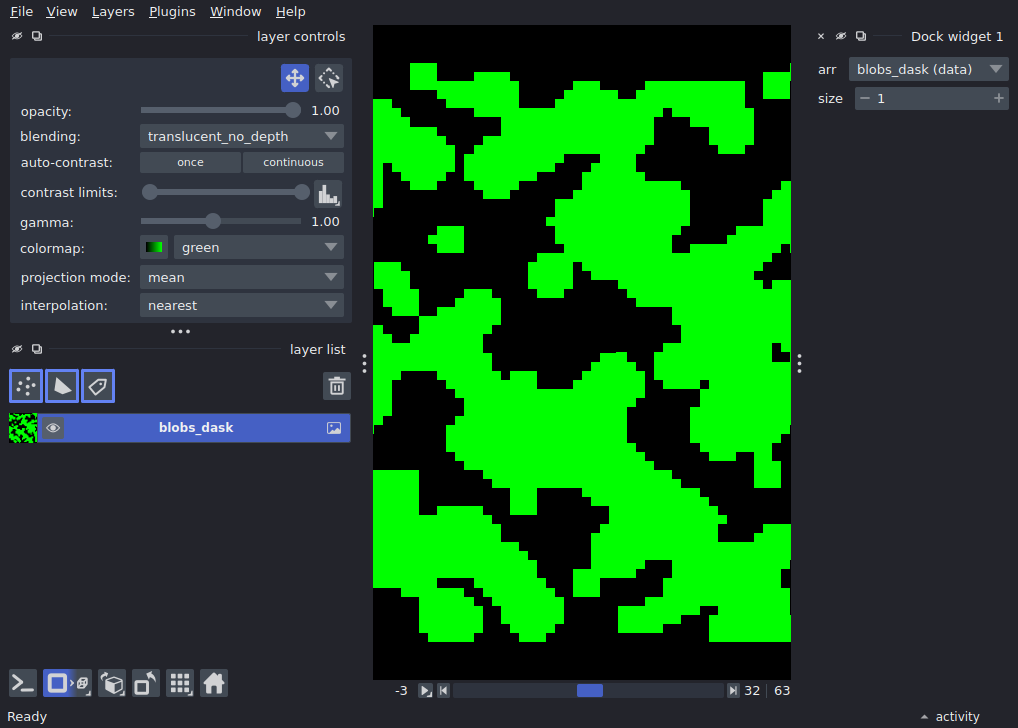 File View Layers Plugins Window Help
layer controls
opacity: 1.00
blending: translucent_no_depth
auto-contrast: once continuous
contrast limits:
gamma: 1.00
colormap: green
projection mode: mean
interpolation: nearest
layer list
blobs_dask
-3 32 63
Dock widget 1
arr blobs_dask (data)
size 1
Ready activity